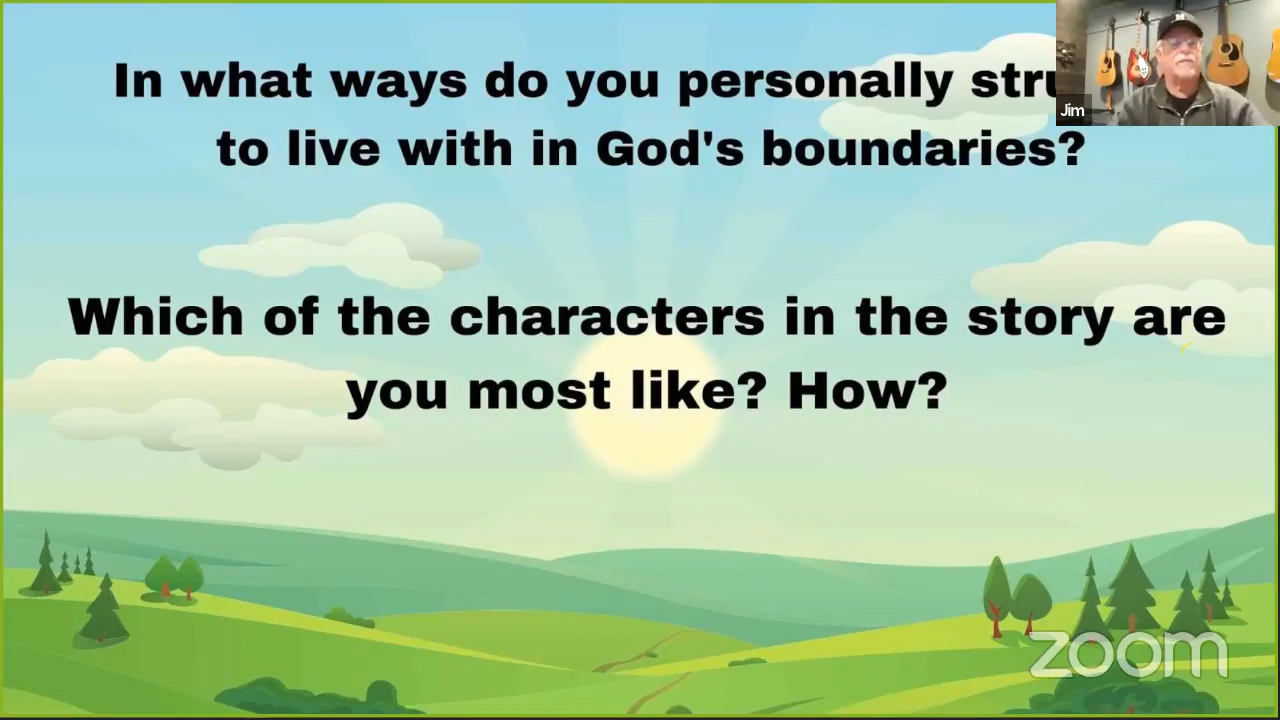 In what ways do you personally stru
to live with in God's boundaries?
Which of the characters in the story are
you most like? How?
Jim
zoom